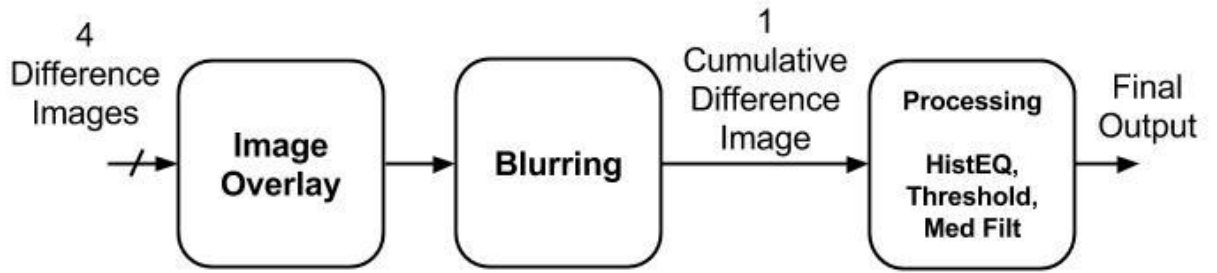 4
Difference
Images
Image
Overlay
Blurring
1
Cumulative
Difference
Image
Processing
HistEQ,
Threshold,
Med Filt
Final
Output